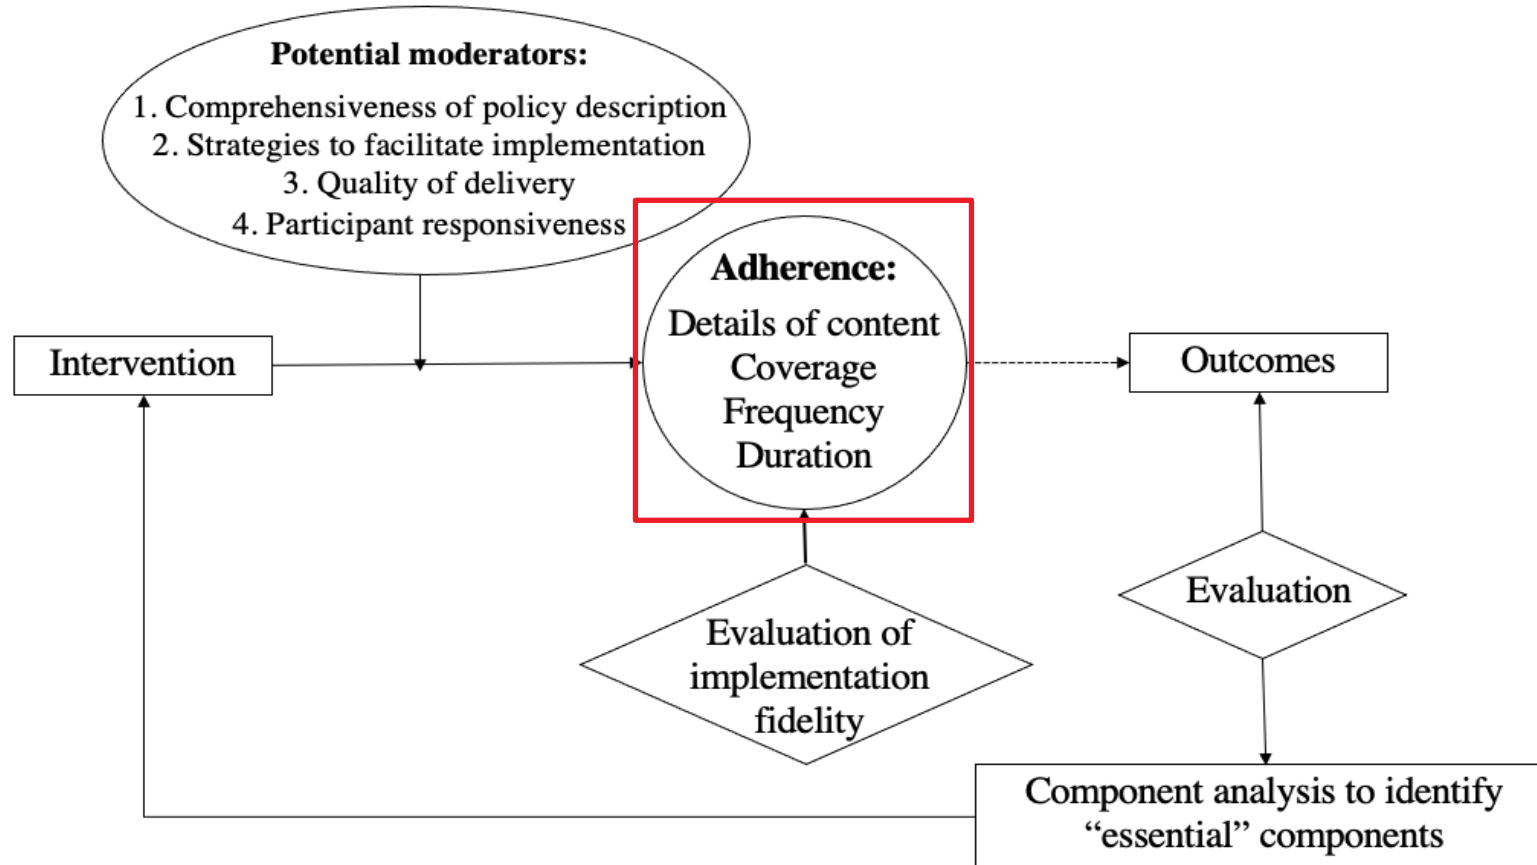 Potential moderators:
1. Comprehensiveness of policy description
2. Strategies to facilitate implementation
3. Quality of delivery
4. Participant responsiveness
Adherence:
Details of content
Coverage
Frequency
Duration
Intervention
Outcomes
Evaluation
Evaluation of
implementation
fidelity
Component analysis to identify
“essential” components